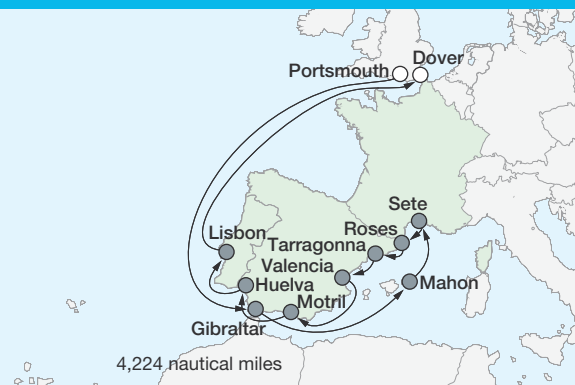 Portsmouth
Dover
Sete
Roses
Lisbon
Tarragonna
Valencia
Huelva
Mahon
Motril
Gibraltar
4,224 nautical miles